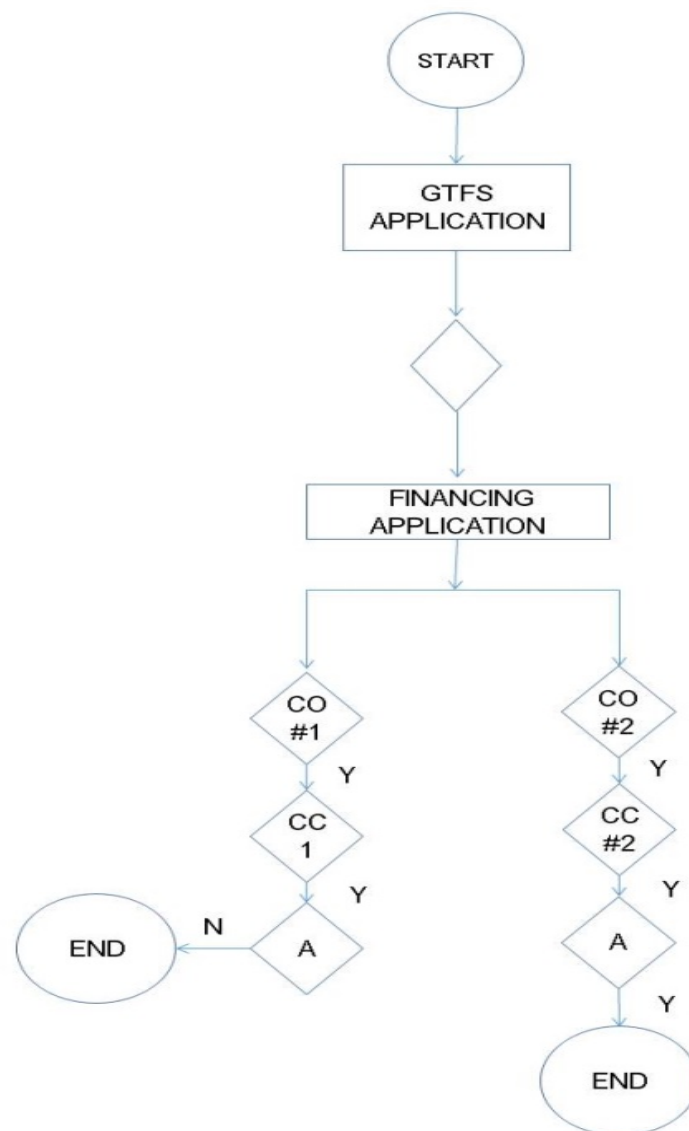 START
GTFS
APPLICATION
FINANCING
APPLICATION
CO
#1
CO
#2
Y
Y
CC
1
CC
#2
Y
Y
END
N
A
A
Y
END